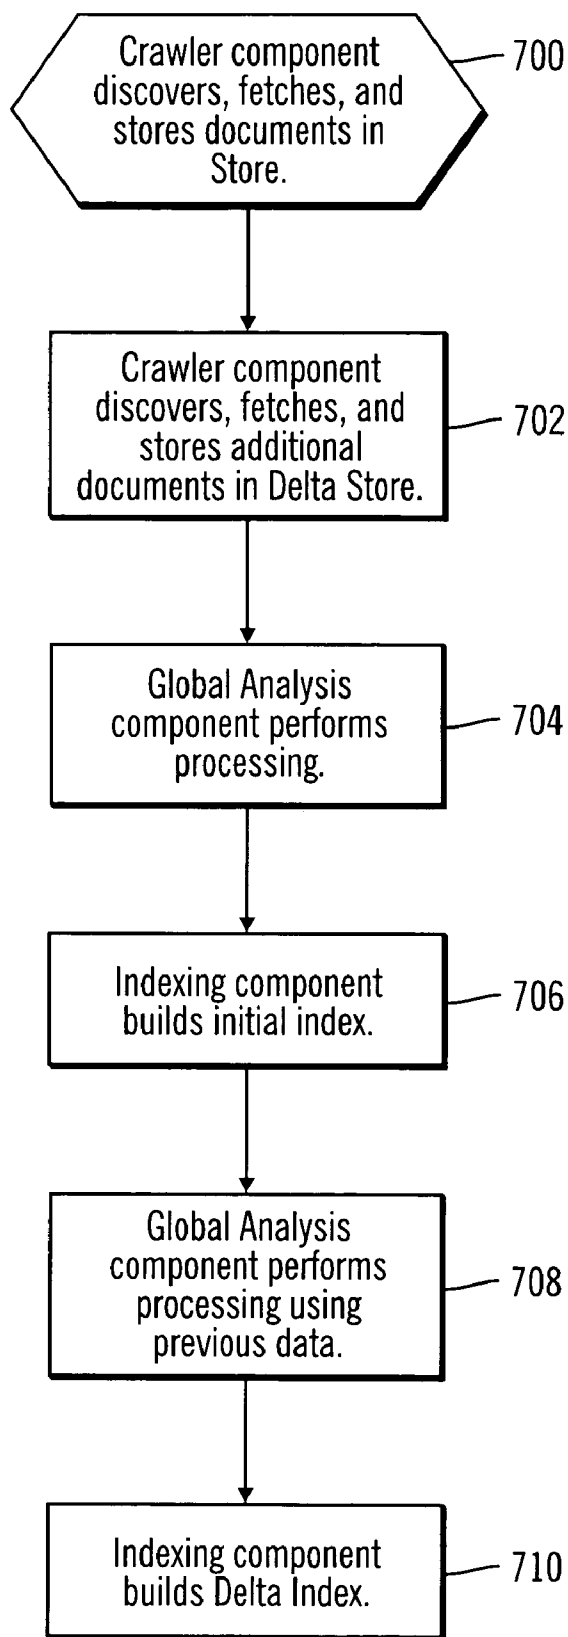 Crawler component
discovers, fetches, and
stores documents in
Store.
700
Crawler component
discovers, fetches, and
stores additional
documents in Delta Store.
702
Global Analysis
component performs
processing.
704
Indexing component
builds initial index.
706
Global Analysis
component performs
processing using
previous data.
708
Indexing component
builds Delta Index.
710